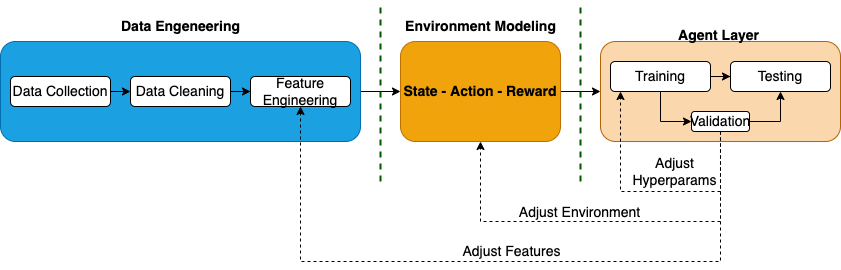 Data Engeneering
Environment Modeling
Agent Layer
Data Collection
Data Cleaning
Feature
Engineering
State - Action - Reward
Training
Testing
Validation
Adjust
Hyperparams
Adjust Environment
Adjust Features